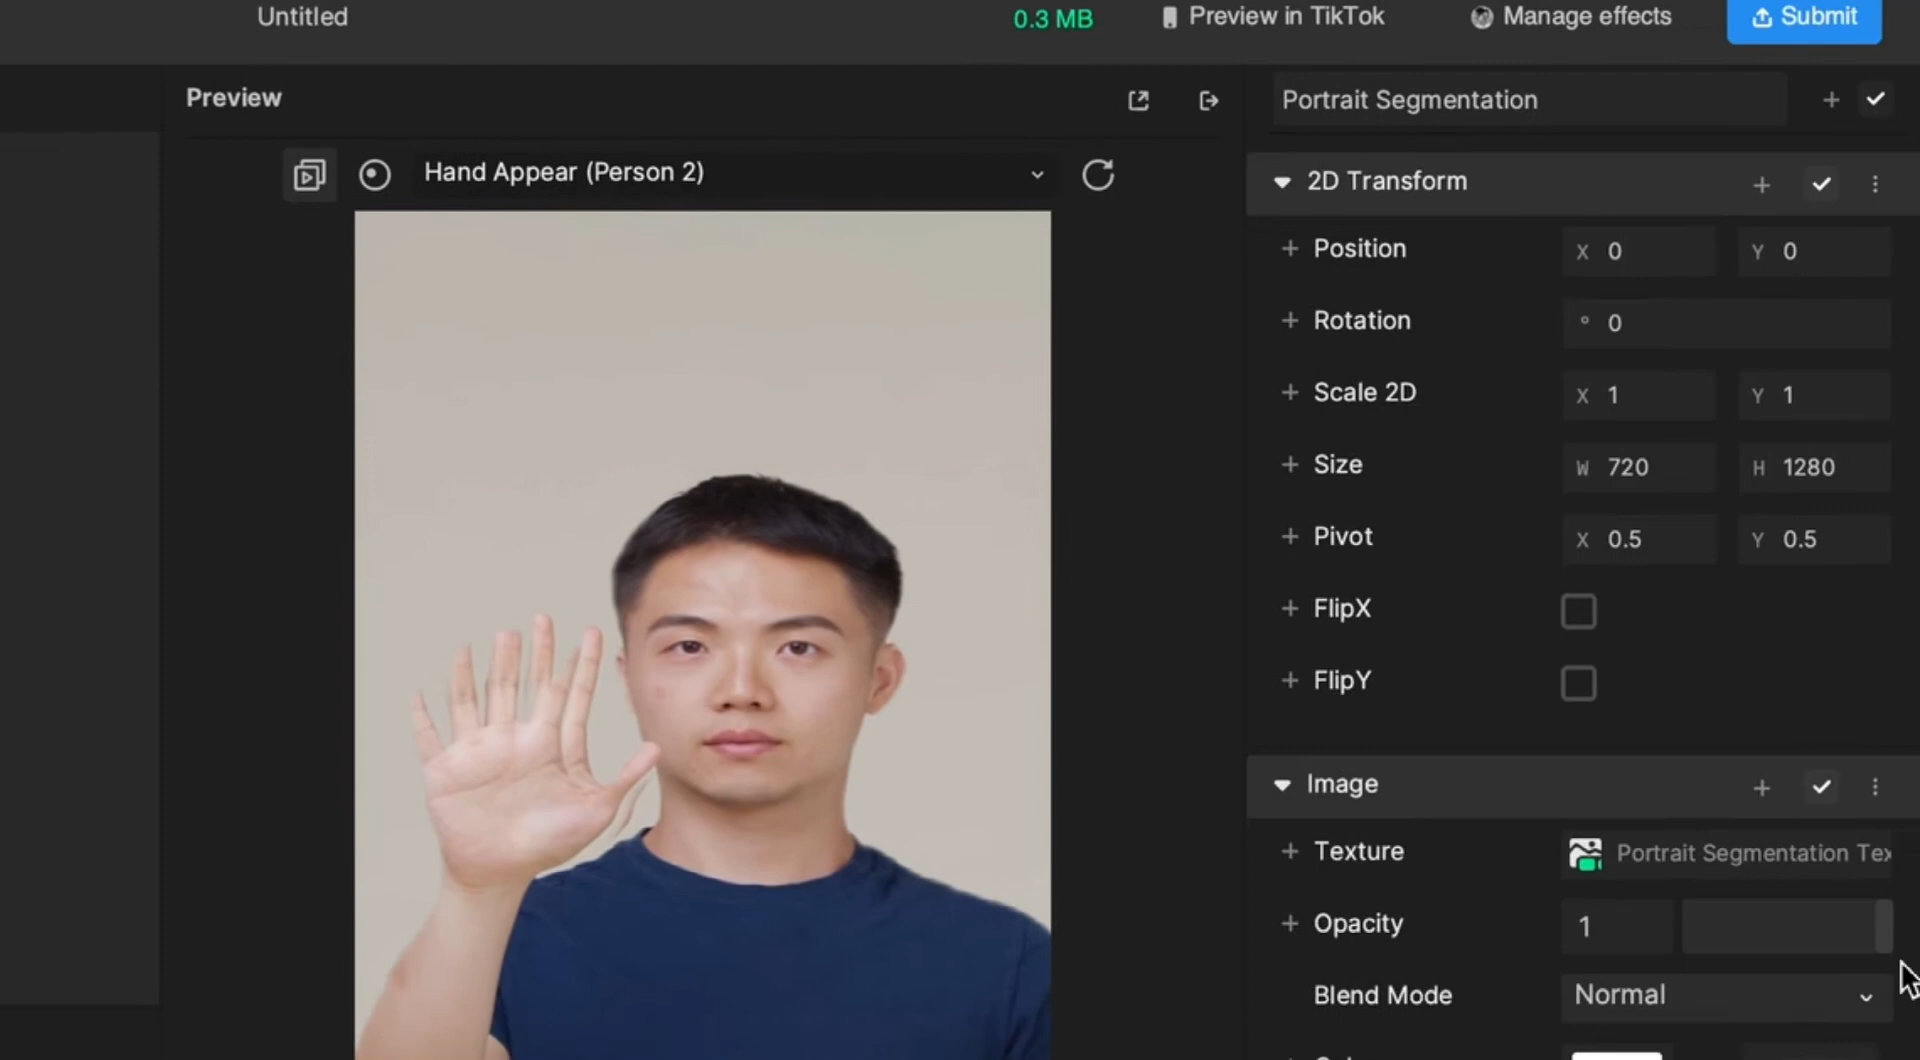 Untitled
0.3 MB
Preview in TikTok
Manage effects
Submit
Preview
Hand Appear (Person 2)
Portrait Segmentation
2D Transform
Position X 0 Y 0
Rotation ° 0
Scale 2D X 1 Y 1
Size W 720 H 1280
Pivot X 0.5 Y 0.5
FlipX
FlipY
Image
Texture Portrait Segmentation Tex
Opacity 1
Blend Mode Normal